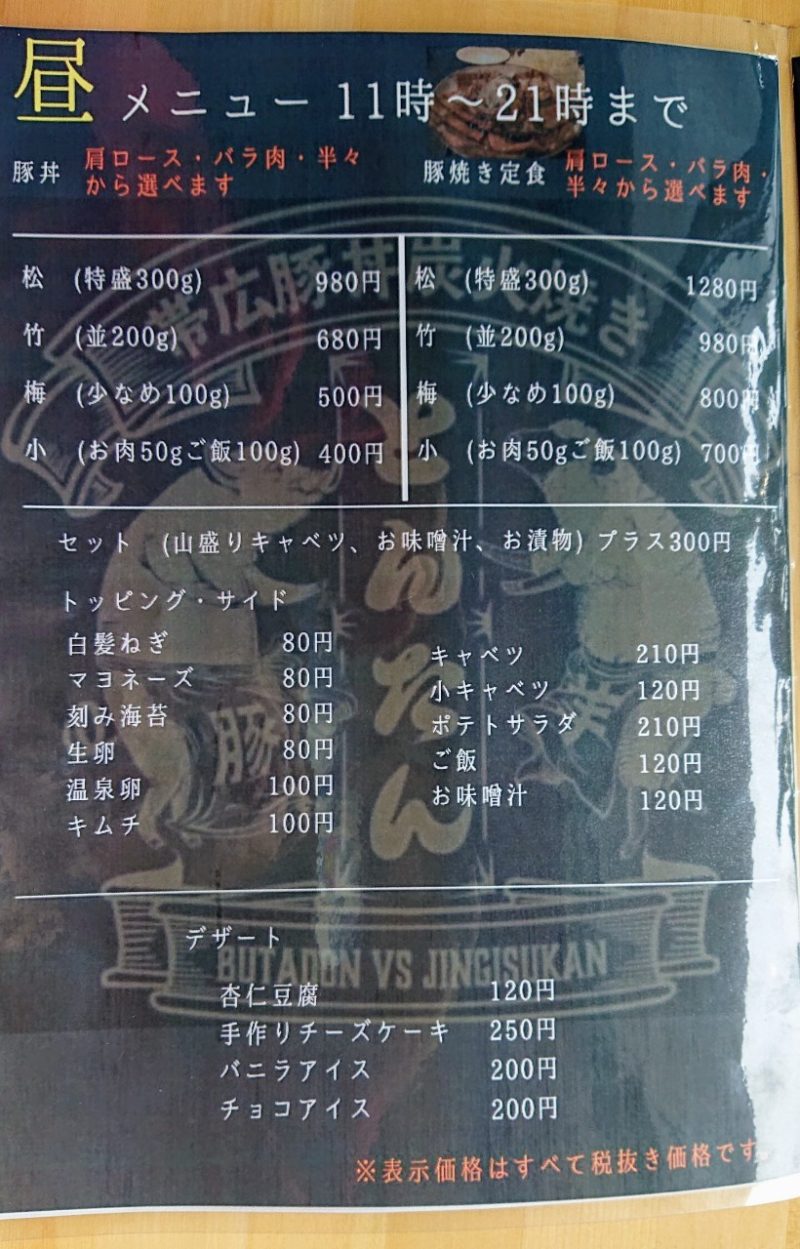 昼 メニュー 11時～21時まで
豚丼 肩ロース・バラ肉・半々
から選べます
豚焼き定食 肩ロース・バラ肉・
半々から選べます
松 (特盛300g) 980円
竹 (並200g) 680円
梅 (少なめ100g) 500円
小 (お肉50gご飯100g) 400円
松 (特盛300g) 1280円
竹 (並200g) 980円
梅 (少なめ100g) 800円
小 (お肉50gご飯100g) 700円
セット (山盛りキャベツ、お味噌汁、お漬物) プラス300円
トッピング・サイド
白髪ねぎ 80円
マヨネーズ 80円
刻み海苔 80円
生卵 80円
温泉卵 100円
キムチ 100円
キャベツ 210円
小キャベツ 120円
ポテトサラダ 210円
ご飯 120円
お味噌汁 120円
デザート
杏仁豆腐 120円
手作りチーズケーキ 250円
バニラアイス 200円
チョコアイス 200円
※表示価格はすべて税抜き価格です。
帯広豚丼炭火焼き
とんたん
豚
BUTADON VS JINGISUKAN